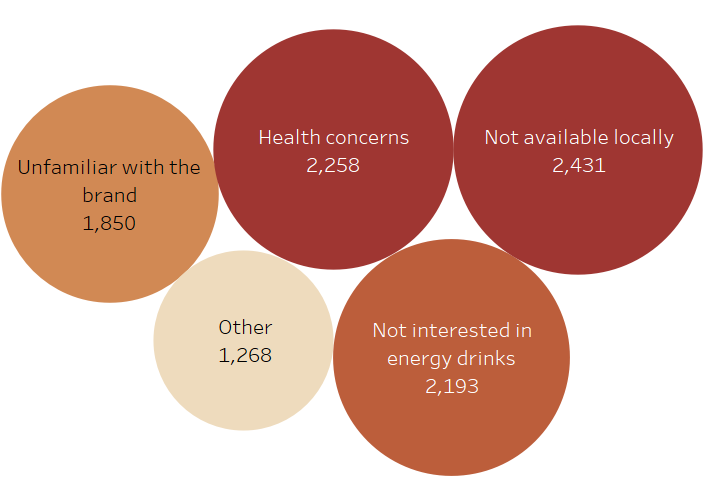 Health concerns
2,258
Not available locally
2,431
Unfamiliar with the
brand
1,850
Other
1,268
Not interested in
energy drinks
2,193